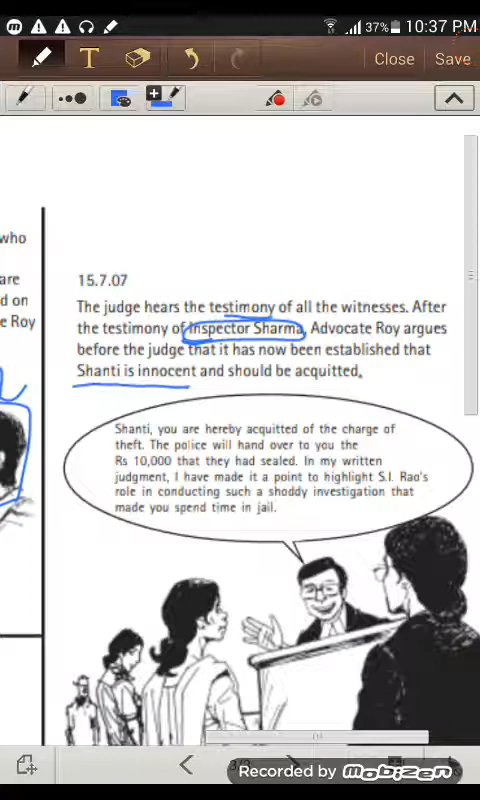 37% 10:37 PM
T Close Save
who
are
d on
e Roy
15.7.07
The judge hears the testimony of all the witnesses. After
the testimony of Inspector Sharma, Advocate Roy argues
before the judge that it has now been established that
Shanti is innocent and should be acquitted.
Shanti, you are hereby acquitted of the charge of
theft. The police will hand over to you the
Rs 10,000 that they had sealed. In my written
judgment, I have made it a point to highlight S.I. Rao's
role in conducting such a shoddy investigation that
made you spend time in jail.
Recorded by Mobizen